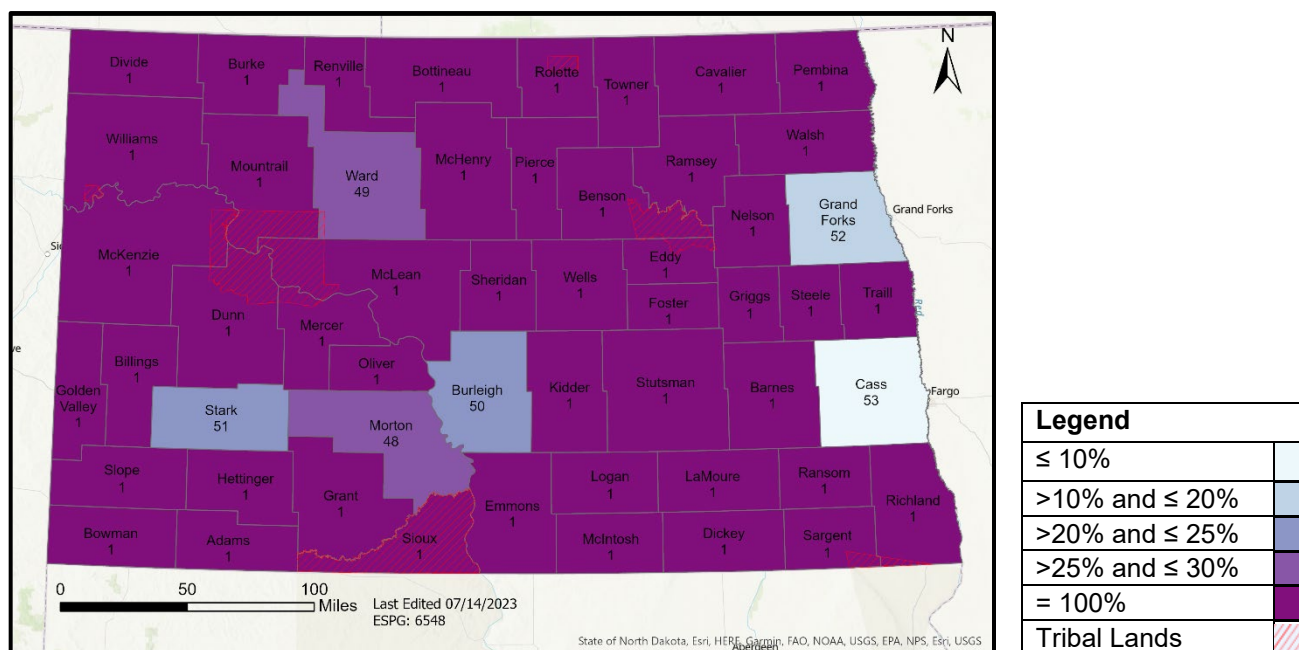 N
Divide
1
Burke
1
Renville
1
Bottineau
1
Rolette
1
Towner
1
Cavalier
1
Pembina
1
Williams
1
Mountrail
1
Ward
49
McHenry
1
Pierce
1
Benson
1
Ramsey
1
Walsh
1
Nelson
1
Grand
Forks
52
Grand Forks
McKenzie
1
Dunn
1
McLean
1
Mercer
1
Oliver
1
Sheridan
1
Wells
1
Eddy
1
Foster
1
Griggs
1
Steele
1
Traill
1
Red
Golden
Valley
1
Billings
1
Stark
51
Morton
48
Burleigh
50
Kidder
1
Stutsman
1
Barnes
1
Cass
53
Fargo
Slope
1
Hettinger
1
Grant
1
Sioux
1
Emmons
1
Logan
1
LaMoure
1
Ransom
1
Richland
1
Bowman
1
Adams
1
McIntosh
1
Dickey
1
Sargent
1
0 50 100
Miles
Last Edited 07/14/2023
ESPG: 6548
State of North Dakota, Esri, HERE, Garmin, FAO, NOAA, USGS, EPA, NPS, Esri, USGS
Aberdeen
Legend
≤ 10%
>10% and ≤ 20%
>20% and ≤ 25%
>25% and ≤ 30%
= 100%
Tribal Lands